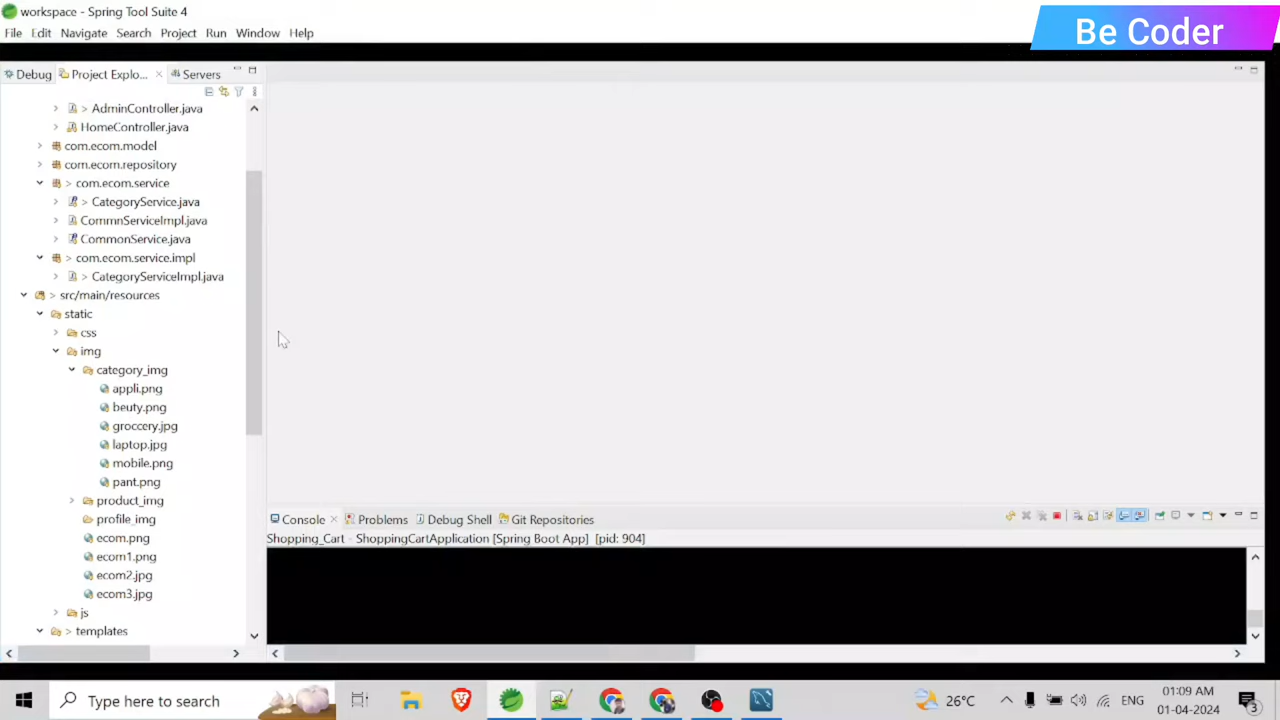 workspace - Spring Tool Suite 4
Be Coder
File Edit Navigate Search Project Run Window Help
Debug Project Explo... Servers
> AdminController.java
HomeController.java
com.ecom.model
com.ecom.repository
> com.ecom.service
> CategoryService.java
CommnServiceImpl.java
CommonService.java
> com.ecom.service.impl
> CategoryServiceImpl.java
> src/main/resources
static
css
img
category_img
appli.png
beuty.png
groccery.jpg
laptop.jpg
mobile.png
pant.png
product_img
profile_img
ecom.png
ecom1.png
ecom2.jpg
ecom3.jpg
js
> templates
Console Problems Debug Shell Git Repositories
Shopping_Cart - ShoppingCartApplication [Spring Boot App] [pid: 904]
Type here to search
26°C
ENG
01:09 AM
01-04-2024
3